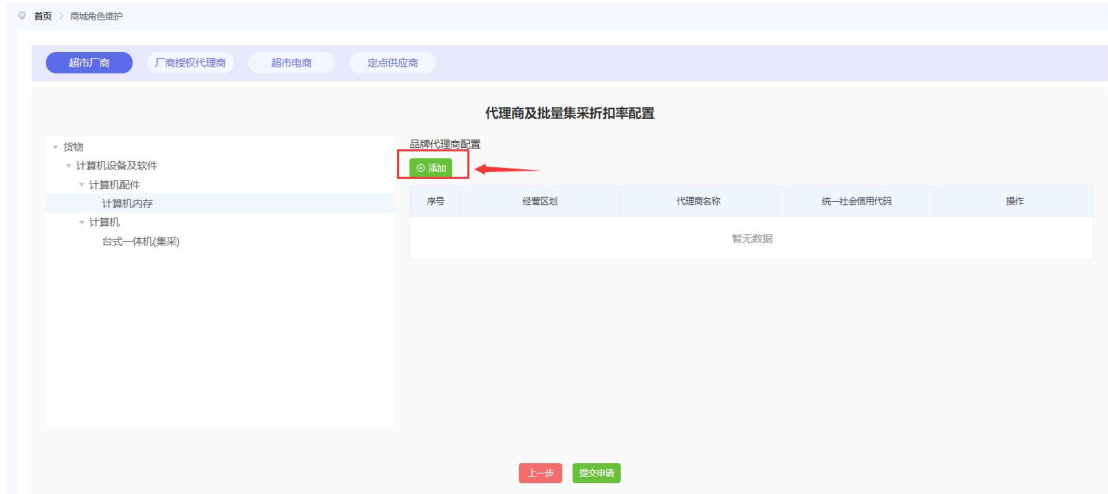 首页 > 商城角色维护
超市厂商 厂商授权代理商 超市电商 定点供应商
代理商及批量集采折扣率配置
货物
计算机设备及软件
计算机配件
计算机内存
计算机
台式一体机(集采)
品牌代理商配置
添加
序号 经营区划 代理商名称 统一社会信用代码 操作
暂无数据
上一步 提交申请